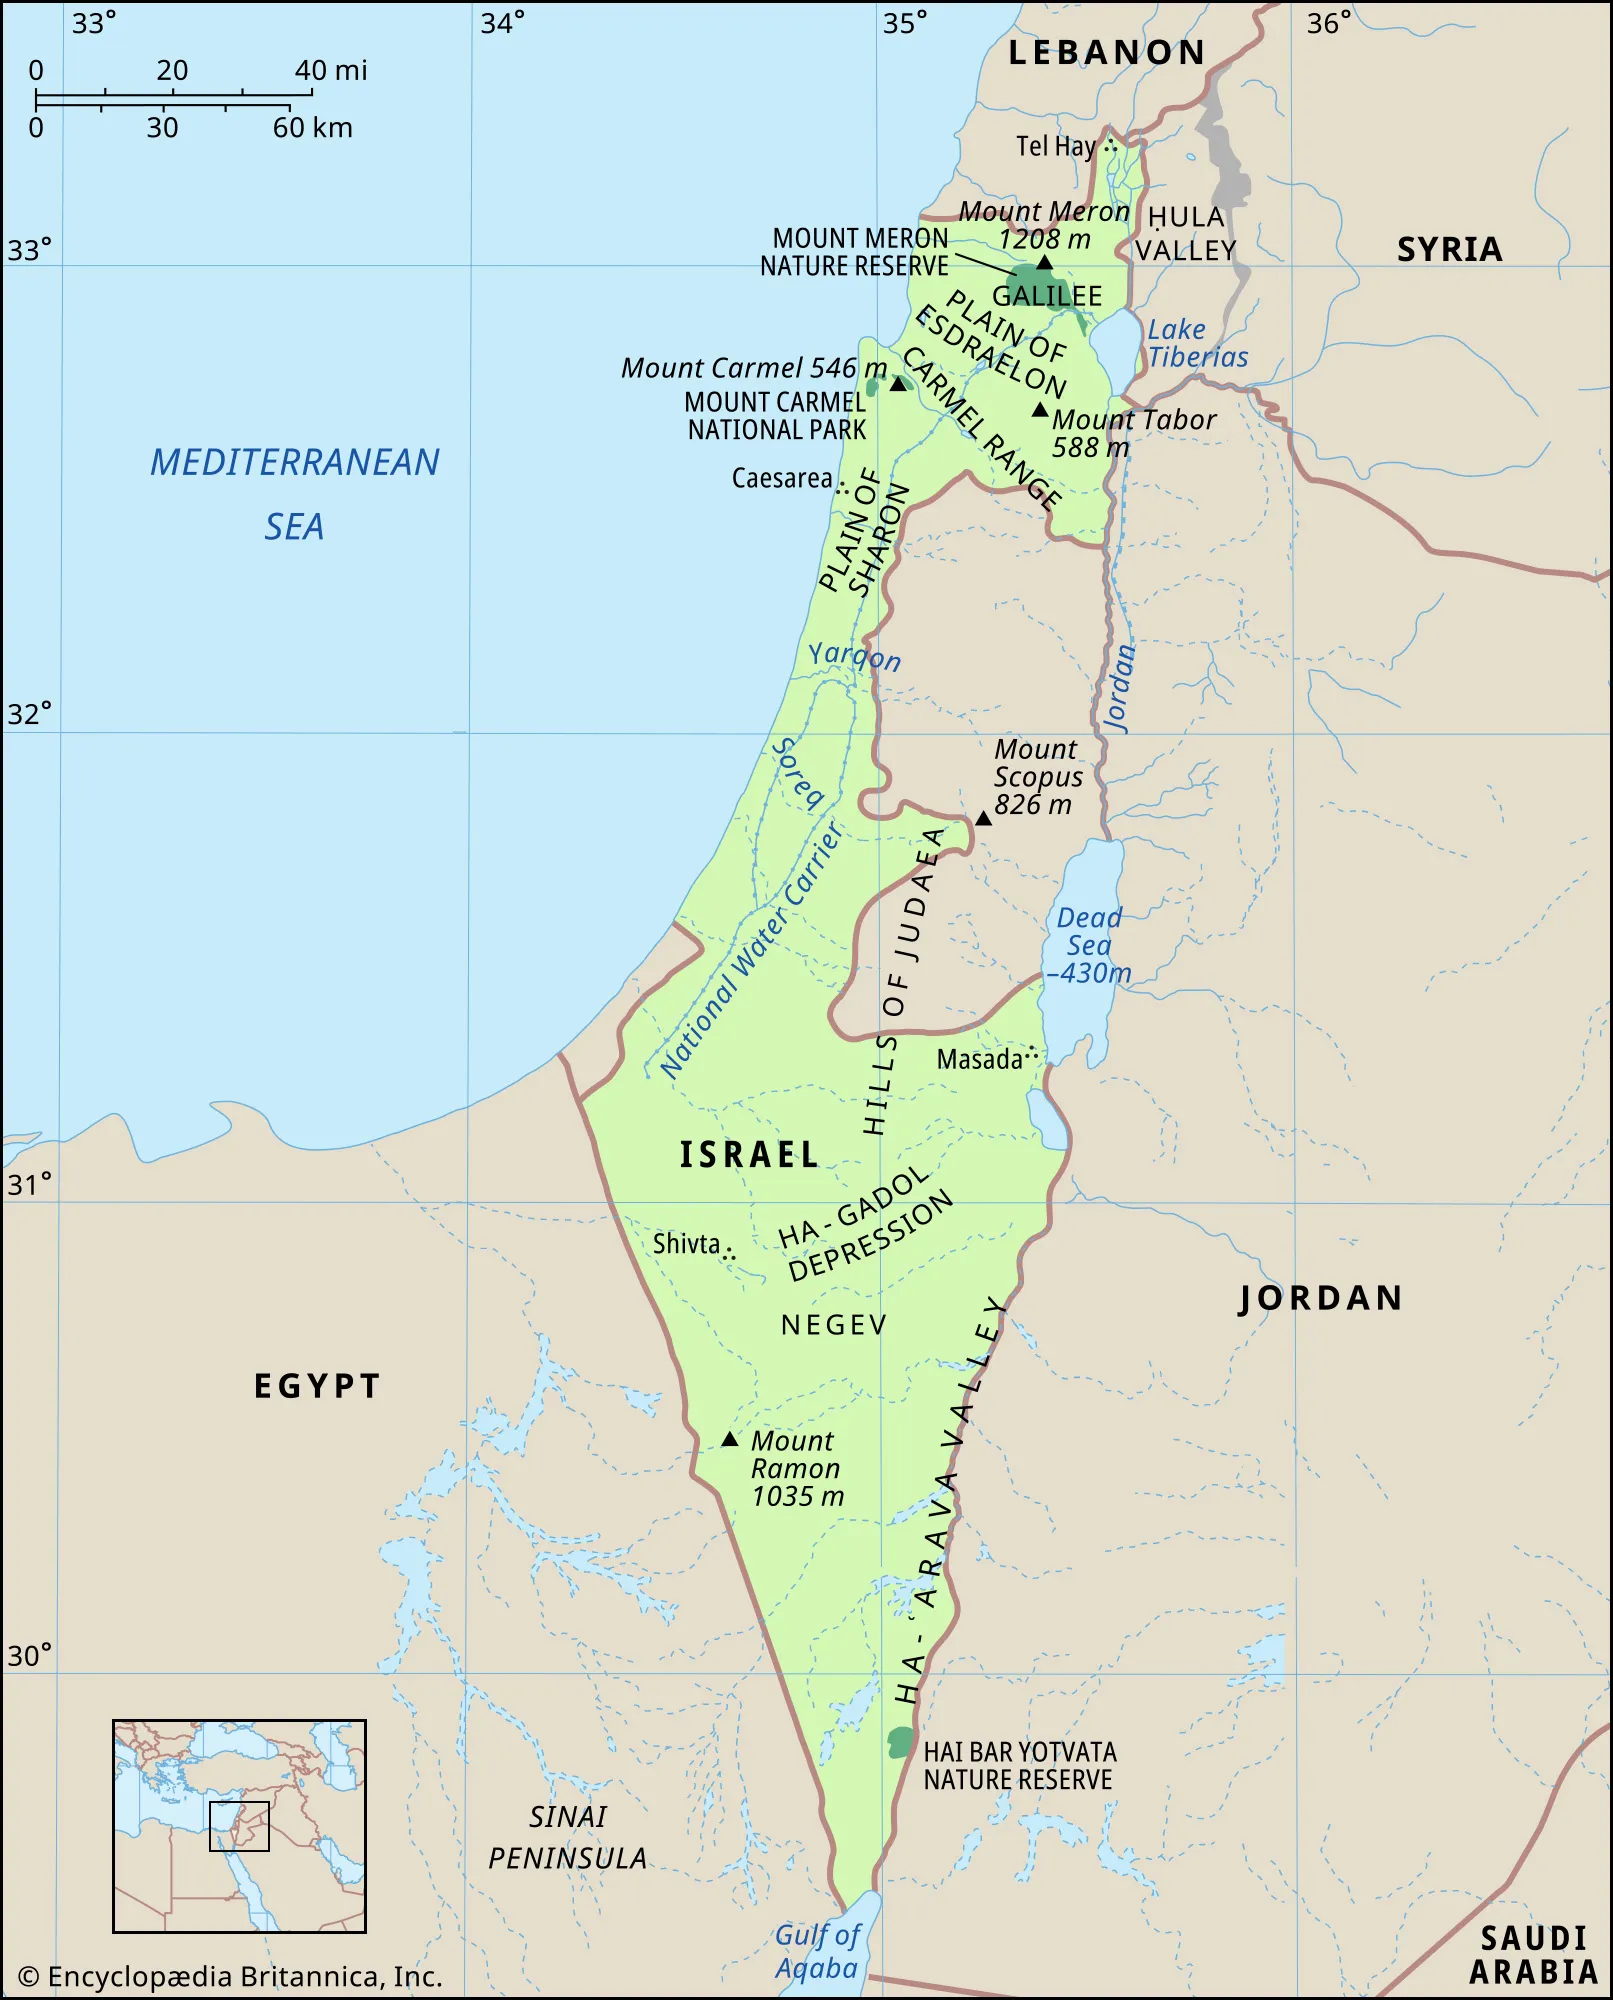 33°
34°
35°
36°
0 20 40 mi
0 30 60 km
LEBANON
Tel Hay
Mount Meron
1208 m
MOUNT MERON
NATURE RESERVE
ḤULA
VALLEY
SYRIA
33°
GALILEE
PLAIN OF
ESDRAELON
Lake
Tiberias
Mount Carmel 546 m
MOUNT CARMEL
NATIONAL PARK
CARMEL RANGE
Mount Tabor
588 m
MEDITERRANEAN
SEA
Caesarea
PLAIN OF
SHARON
Yarqon
Jordan
32°
Soreq
Mount
Scopus
826 m
National Water Carrier
HILLS OF JUDAEA
Dead
Sea
–430m
Masada
ISRAEL
31°
HA - GADOL
DEPRESSION
Shivta
NEGEV
JORDAN
EGYPT
Mount
Ramon
1035 m
HA - ʿARAVA VALLEY
30°
HAI BAR YOTVATA
NATURE RESERVE
SINAI
PENINSULA
Gulf of
Aqaba
SAUDI
ARABIA
© Encyclopædia Britannica, Inc.